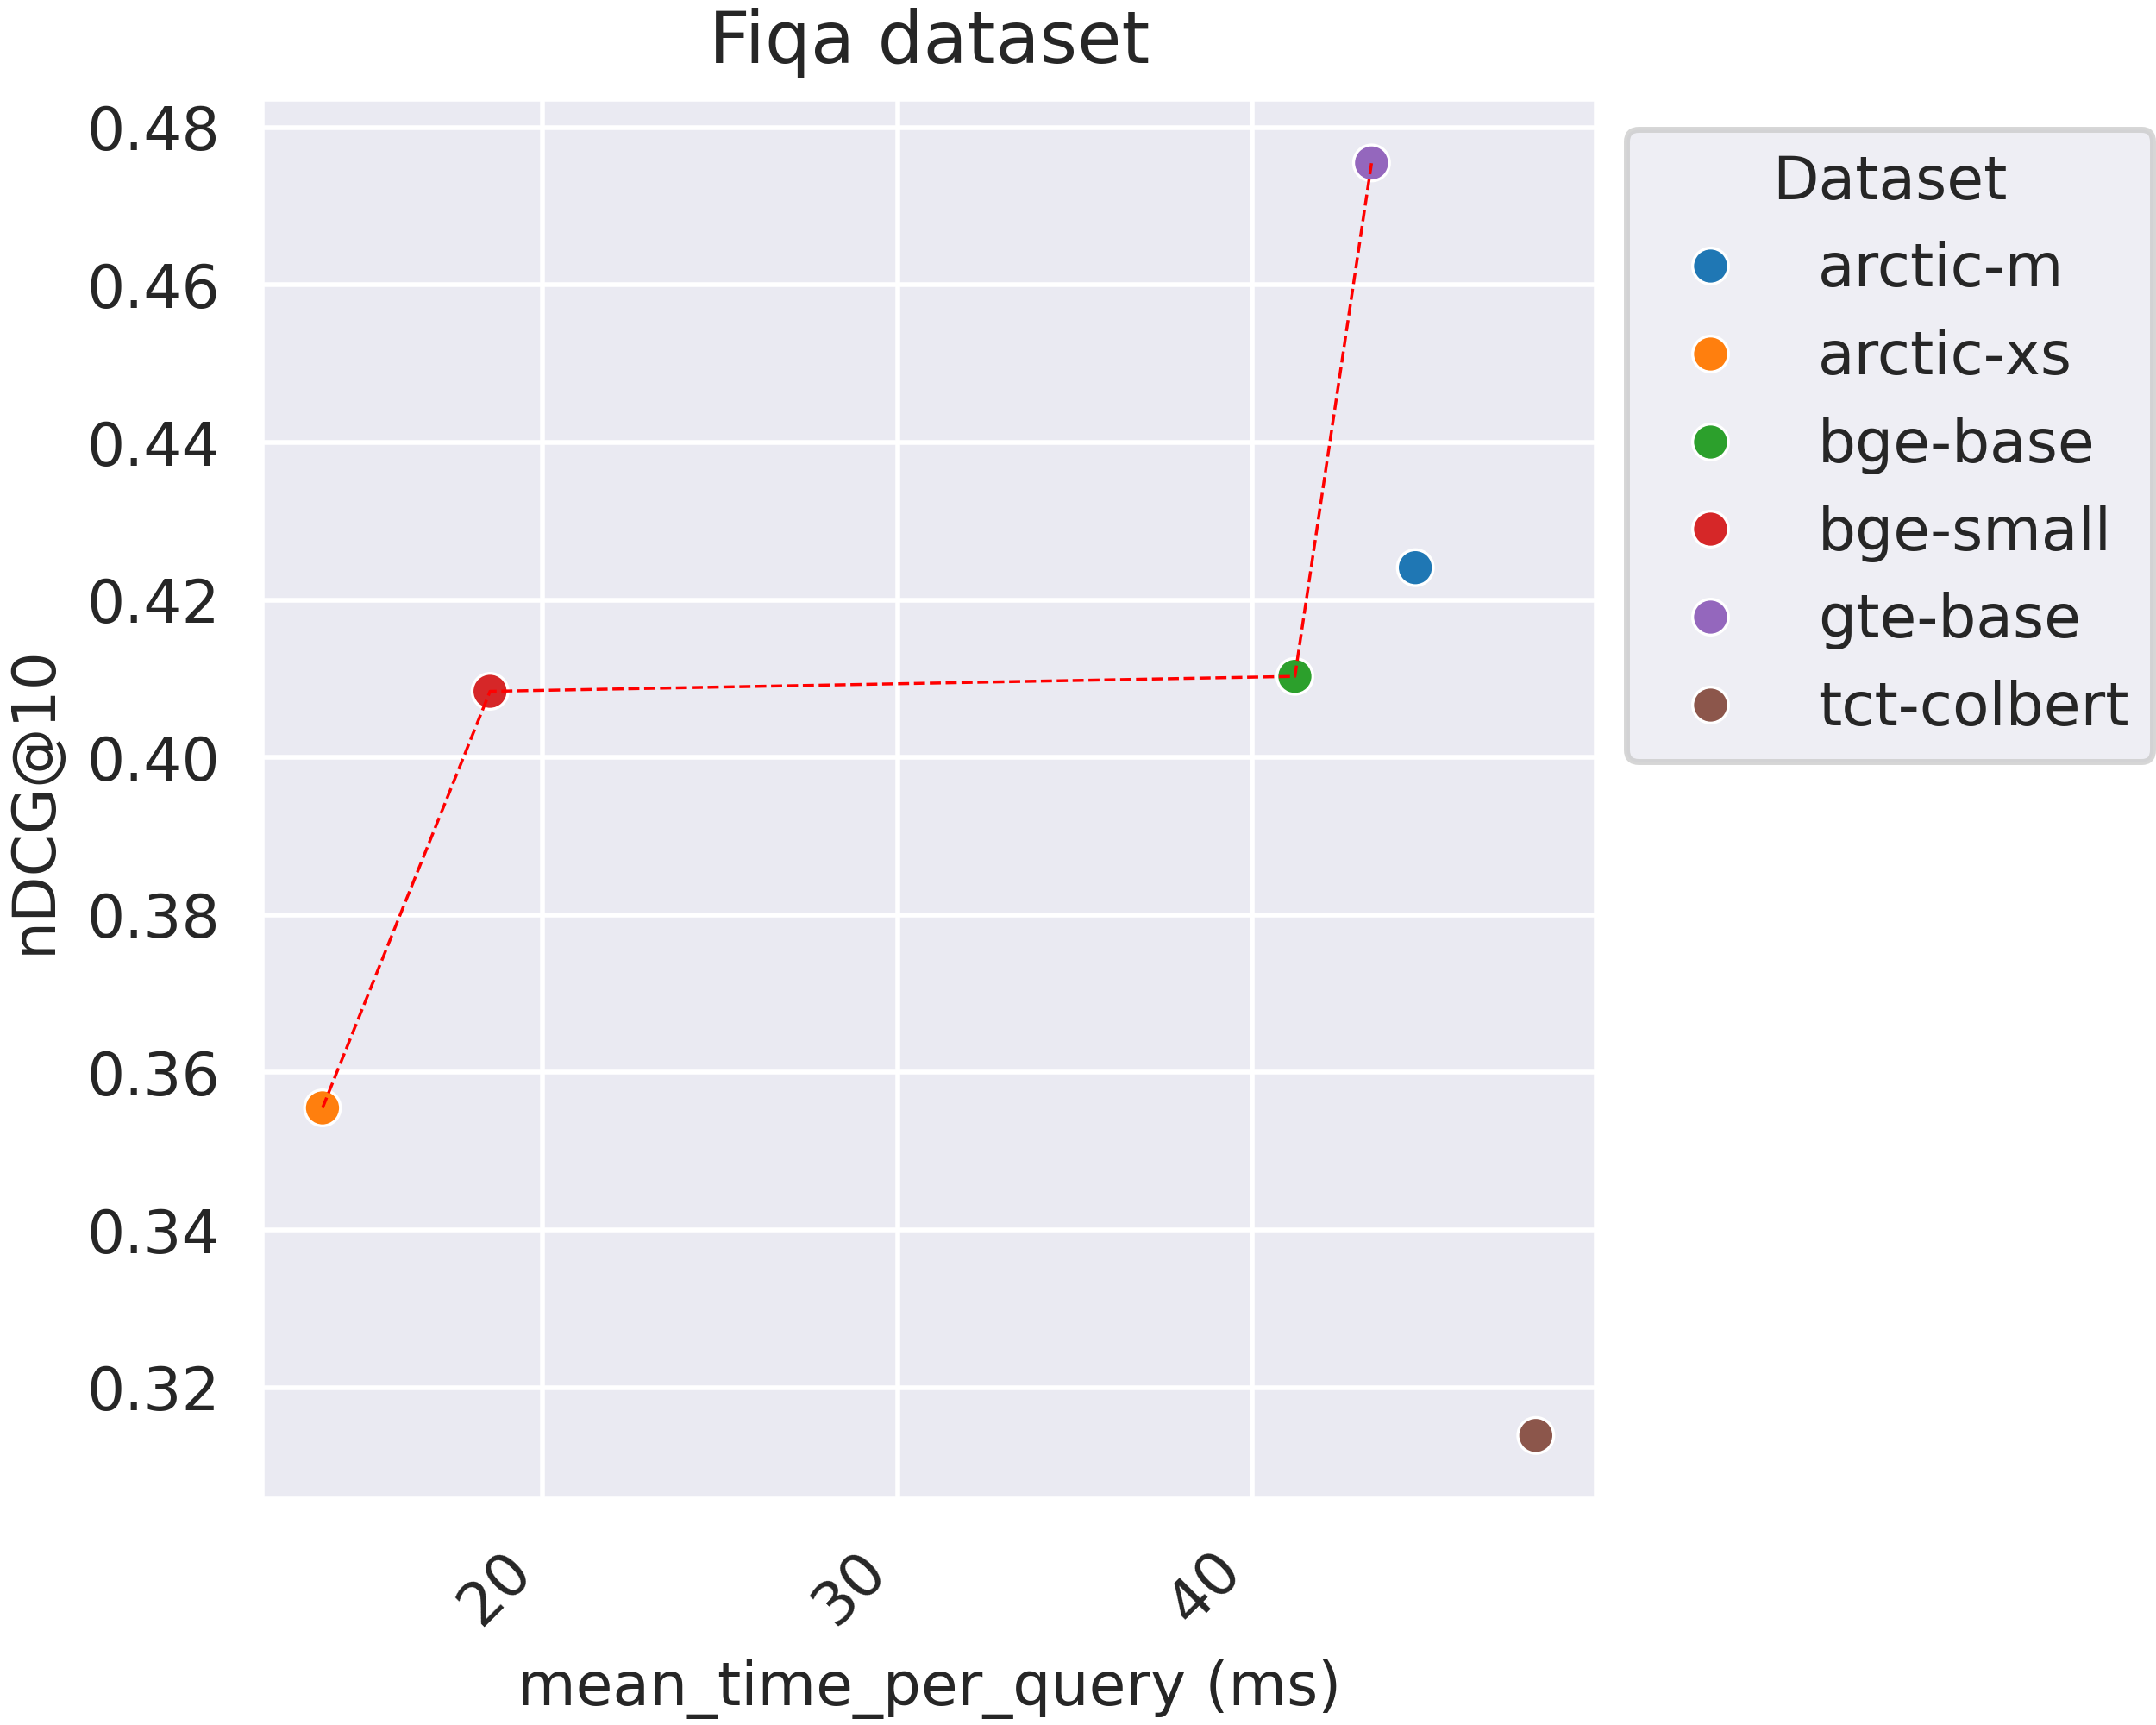 Fiqa dataset
0.48
0.46
0.44
0.42
0.40
0.38
0.36
0.34
0.32
nDCG@10
20
30
40
mean_time_per_query (ms)
Dataset
arctic-m
arctic-xs
bge-base
bge-small
gte-base
tct-colbert